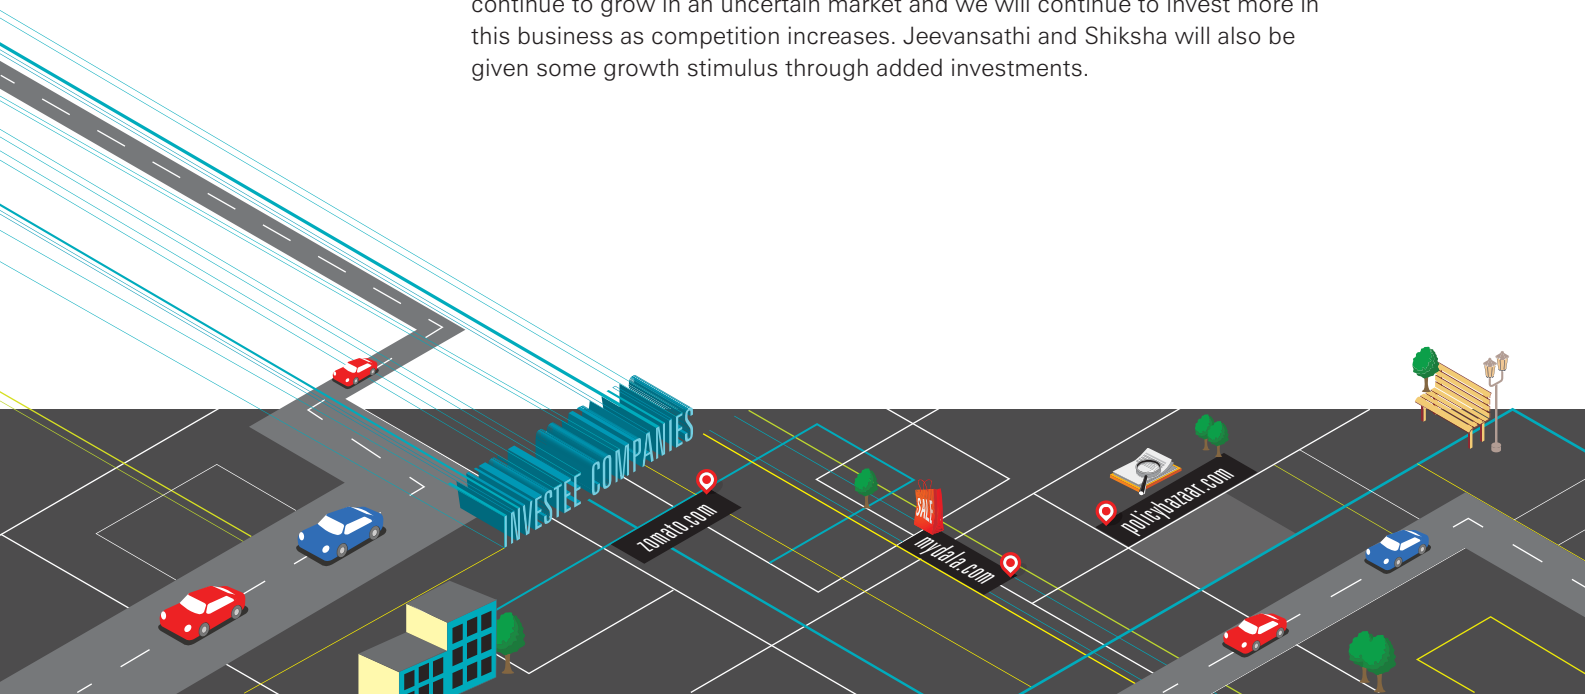 continue to grow in an uncertain market and we will continue to invest more in
this business as competition increases. Jeevansathi and Shiksha will also be
given some growth stimulus through added investments.
INVESTEE COMPANIES
zomato.com
SALE
mydala.com
policybazaar.com